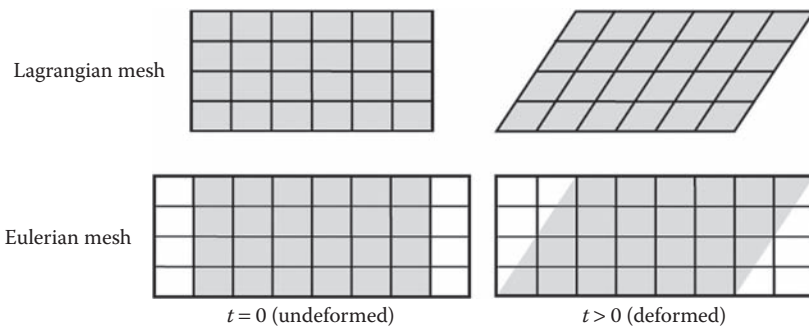 Lagrangian mesh
Eulerian mesh
t = 0 (undeformed)
t > 0 (deformed)